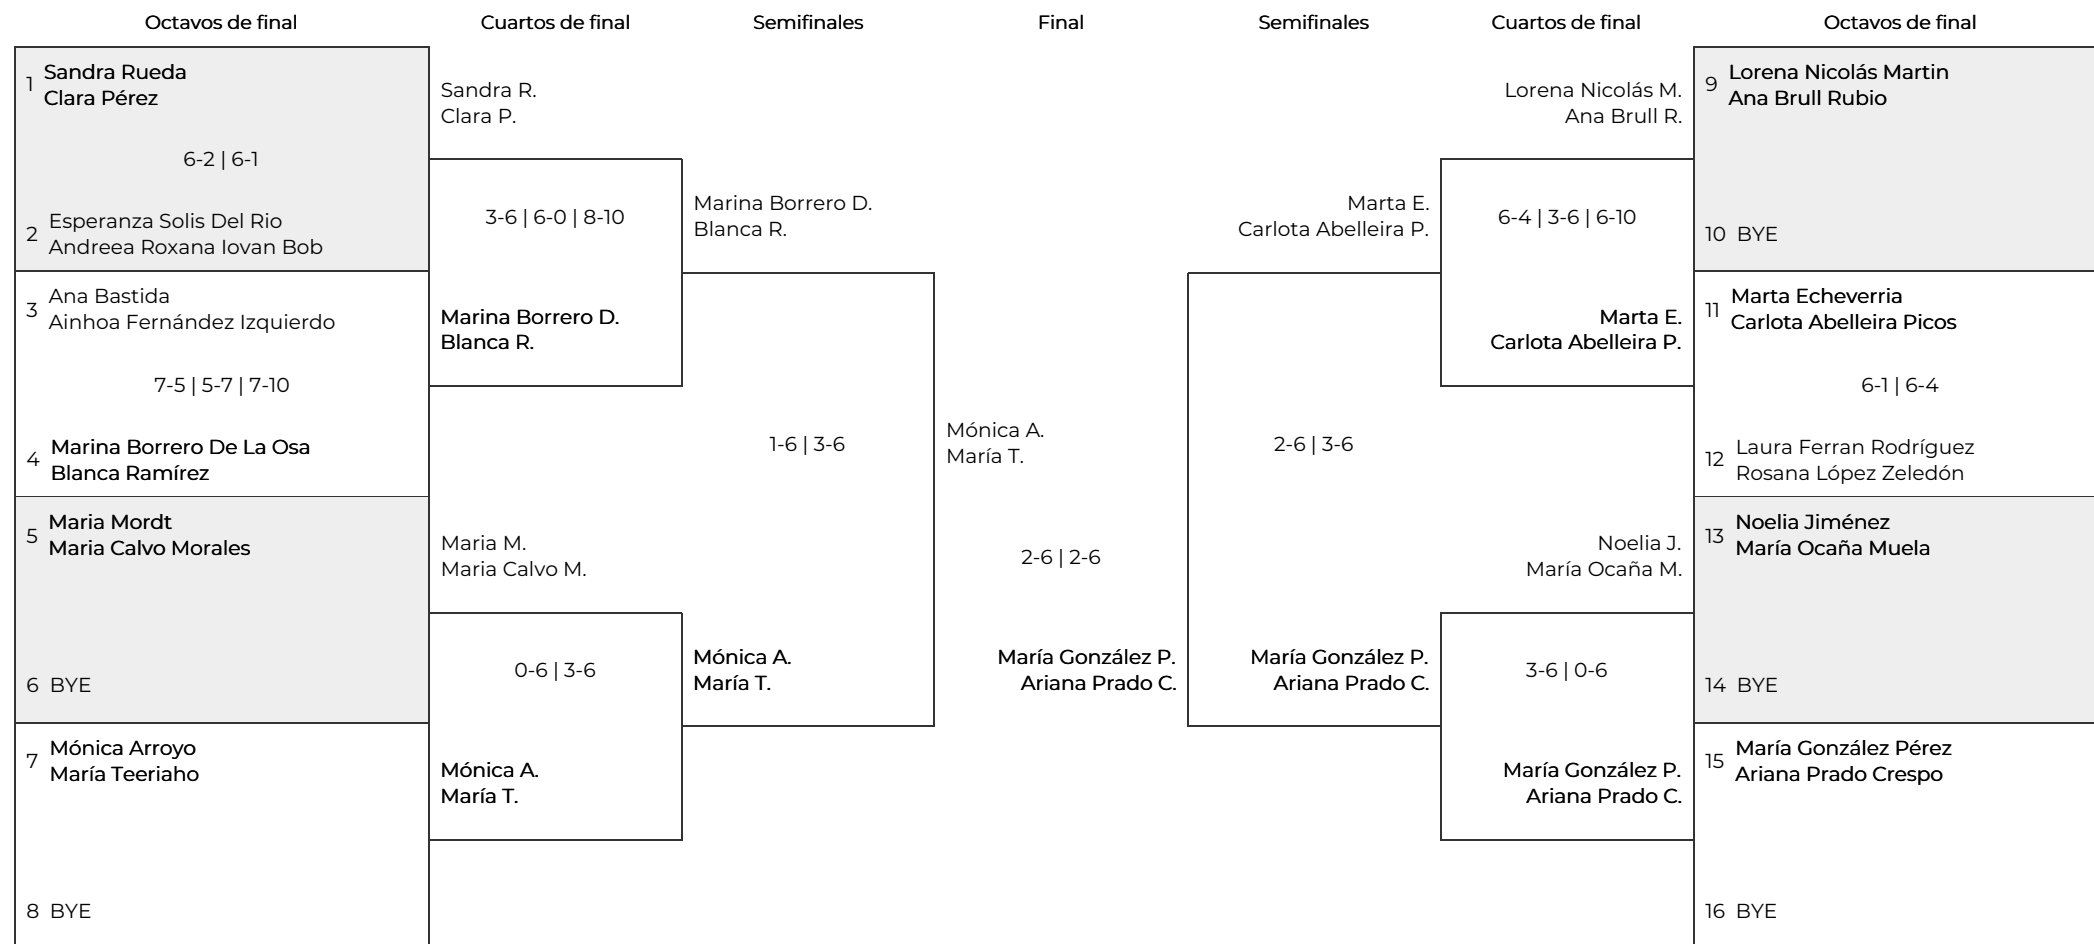 Octavos de final
Cuartos de final
Semifinales
Final
Semifinales
Cuartos de final
Octavos de final
1 Sandra Rueda
Clara Pérez
6-2 | 6-1
2 Esperanza Solis Del Rio
Andreea Roxana Iovan Bob
3 Ana Bastida
Ainhoa Fernández Izquierdo
7-5 | 5-7 | 7-10
4 Marina Borrero De La Osa
Blanca Ramírez
5 Maria Mordt
Maria Calvo Morales
6 BYE
7 Mónica Arroyo
María Teeriaho
8 BYE
Sandra R.
Clara P.
3-6 | 6-0 | 8-10
Marina Borrero D.
Blanca R.
Maria M.
Maria Calvo M.
0-6 | 3-6
Mónica A.
María T.
Marina Borrero D.
Blanca R.
1-6 | 3-6
Mónica A.
María T.
Mónica A.
María T.
2-6 | 2-6
María González P.
Ariana Prado C.
Marta E.
Carlota Abelleira P.
2-6 | 3-6
María González P.
Ariana Prado C.
Lorena Nicolás M.
Ana Brull R.
6-4 | 3-6 | 6-10
Marta E.
Carlota Abelleira P.
Noelia J.
María Ocaña M.
3-6 | 0-6
María González P.
Ariana Prado C.
9 Lorena Nicolás Martin
Ana Brull Rubio
10 BYE
11 Marta Echeverria
Carlota Abelleira Picos
6-1 | 6-4
12 Laura Ferran Rodríguez
Rosana López Zeledón
13 Noelia Jiménez
María Ocaña Muela
14 BYE
15 María González Pérez
Ariana Prado Crespo
16 BYE